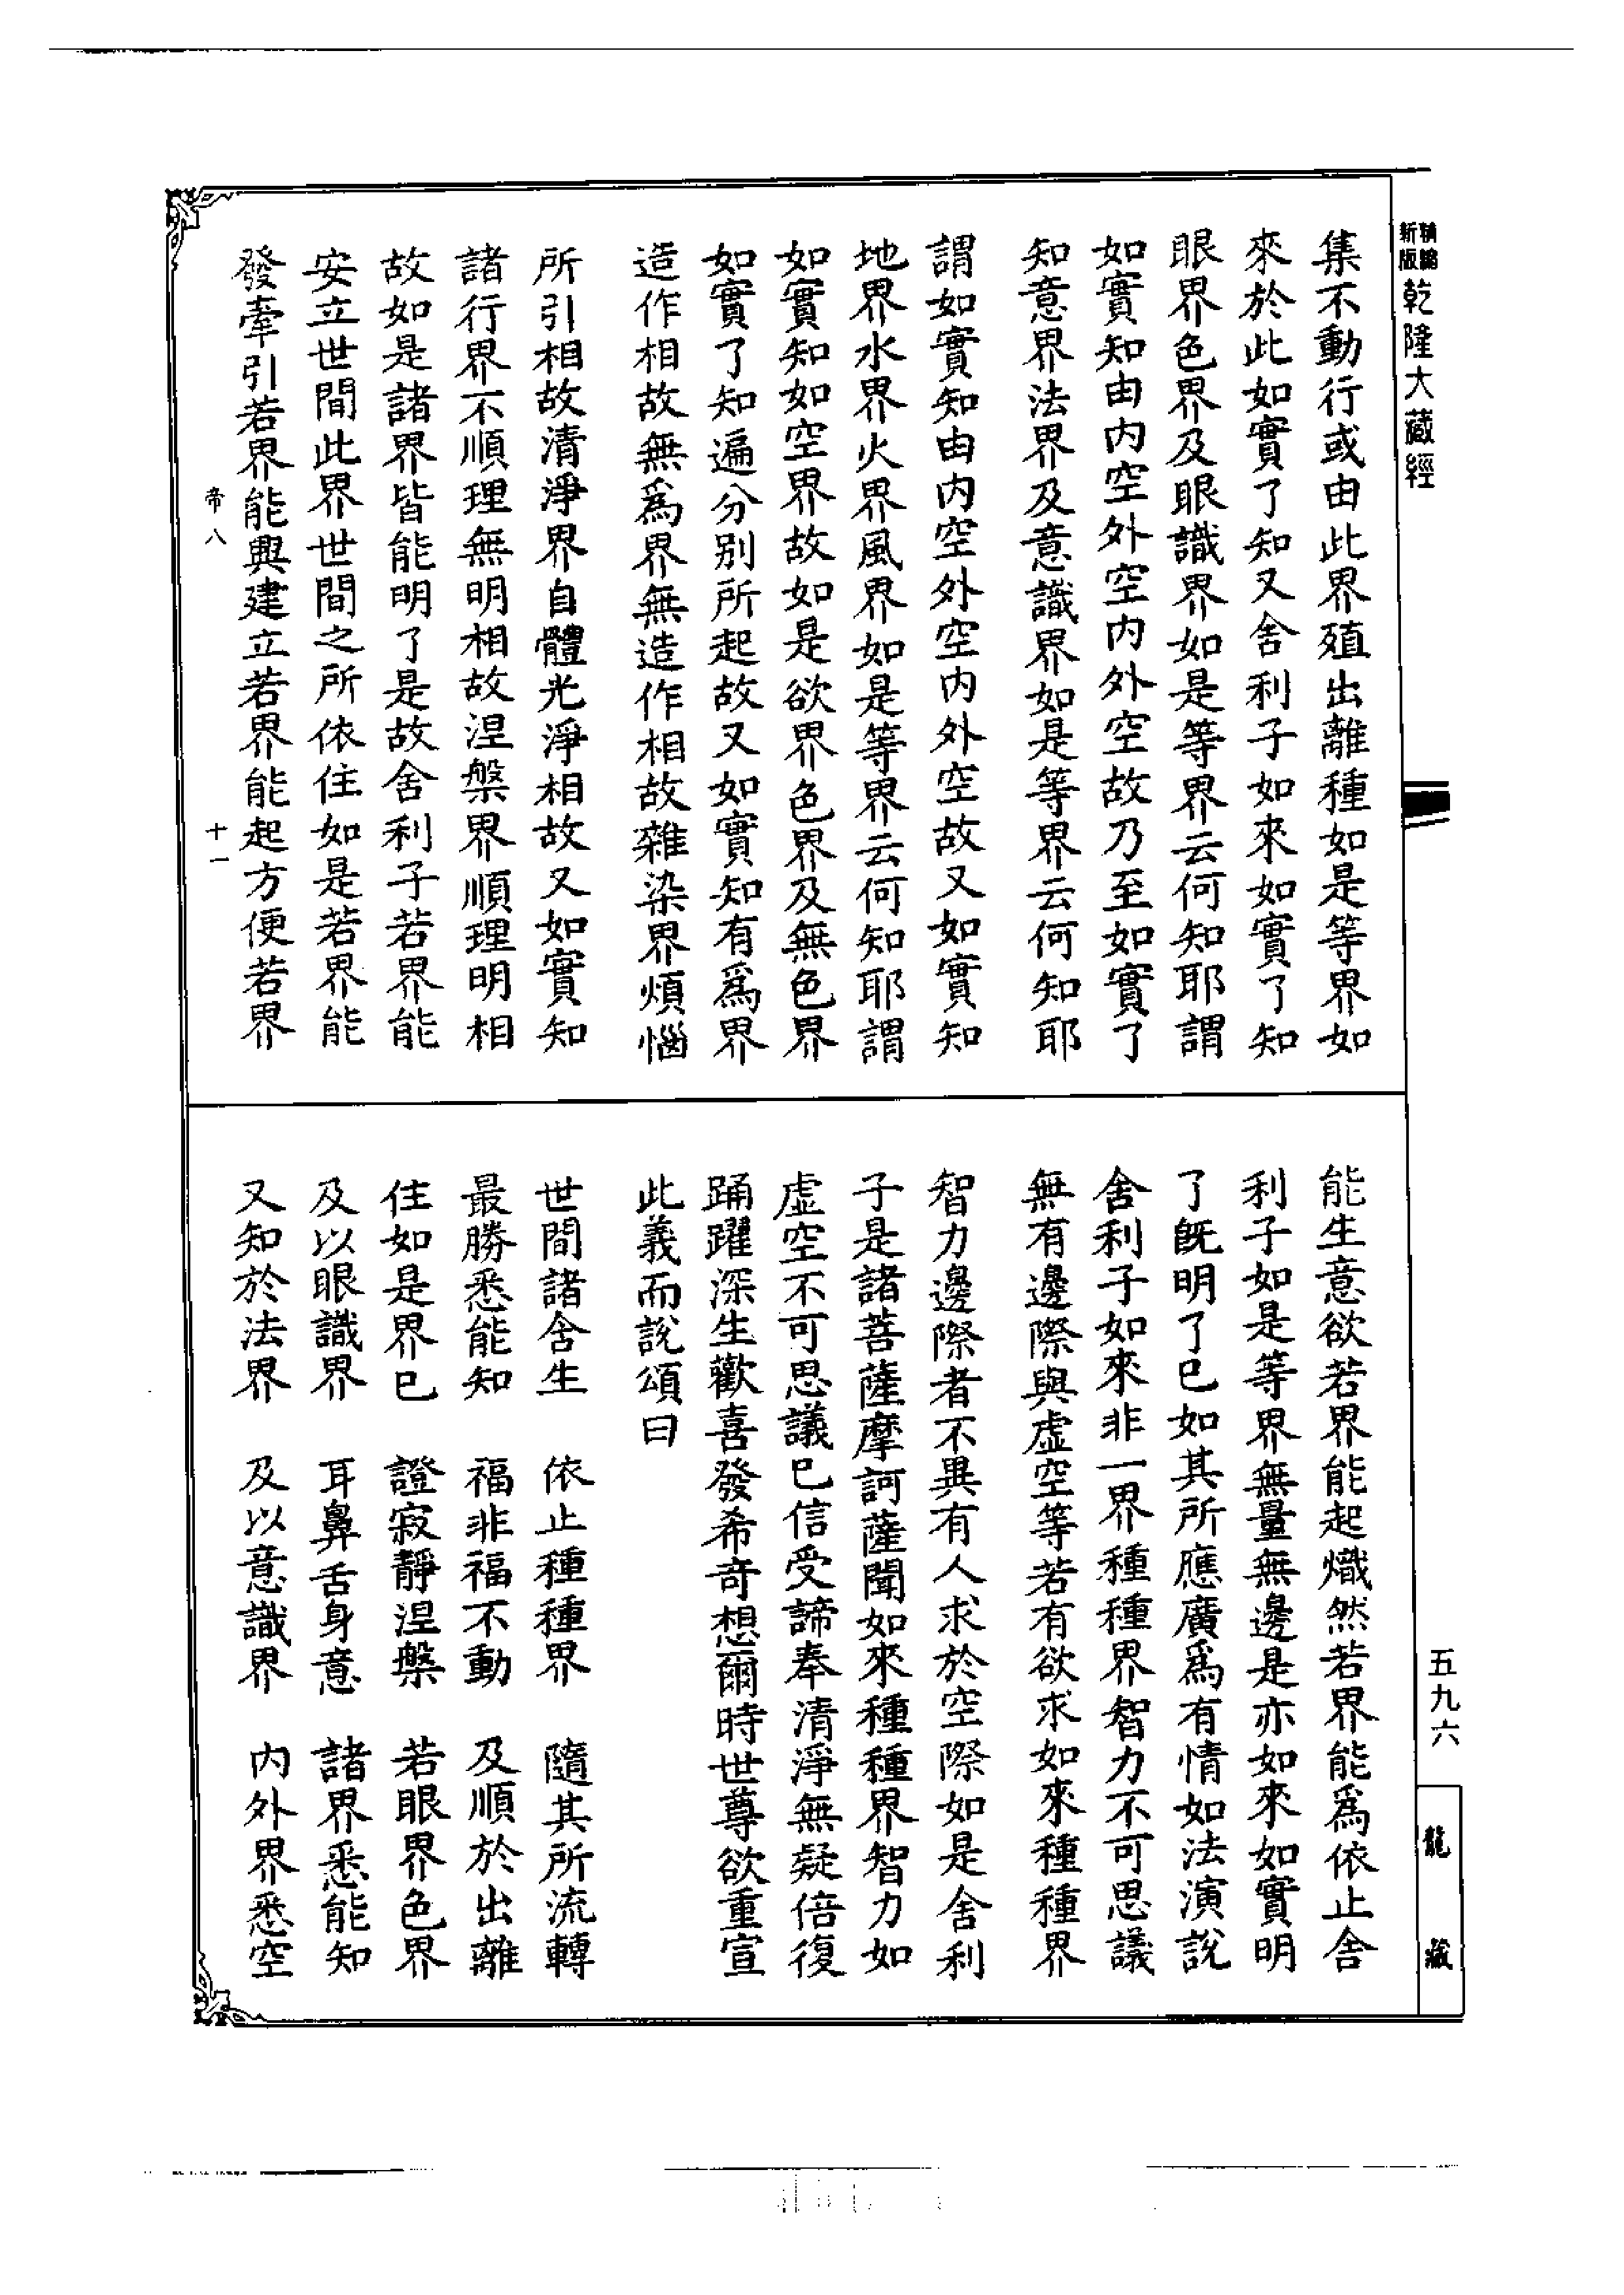 新版
精縮
乾隆大藏經
集不動行或由此界殖出離種如是等界如
來於此如實了知又舍利子如來如實了知
眼界色界及眼識界如是等界云何知耶謂
如實知由內空外空內外空故乃至如實了
知意界法界及意識界如是等界云何知耶
謂如實知由內空外空內外空故又如實知
地界水界火界風界如是等界云何知耶謂
如實知如空界故如是欲界色界及無色界
如實了知遍分別所起故又如實知有爲界
造作相故無爲界無造作相故雜染界煩惱
所引相故清淨界自體光淨相故又如實知
諸行界不順理無明相故涅槃界順理明相
故如是諸界皆能明了是故舍利子若界能
安立世間此界世間之所依住如是若界能
發牽引若界能興建立若界能起方便若界
帝八
十一
能生意欲若界能起熾然若界能爲依止舍
利子如是等界無量無邊是亦如來如實明
了旣明了已如其所應廣爲有情如法演說
舍利子如來非一界種種界智力不可思議
無有邊際與虛空等若有欲求如來種種界
智力邊際者不異有人求於空際如是舍利
子是諸菩薩摩訶薩聞如來種種界智力如
虛空不可思議已信受諦奉清淨無疑倍復
踊躍深生歡喜發希奇想爾時世尊欲重宣
此義而說頌曰
世間諸含生　依止種種界　隨其所流轉
最勝悉能知　福非福不動　及順於出離
住如是界已　證寂靜涅槃　若眼界色界
及以眼識界　耳鼻舌身意　諸界悉能知
又知於法界　及以意識界　內外界悉空
五九六
龍藏